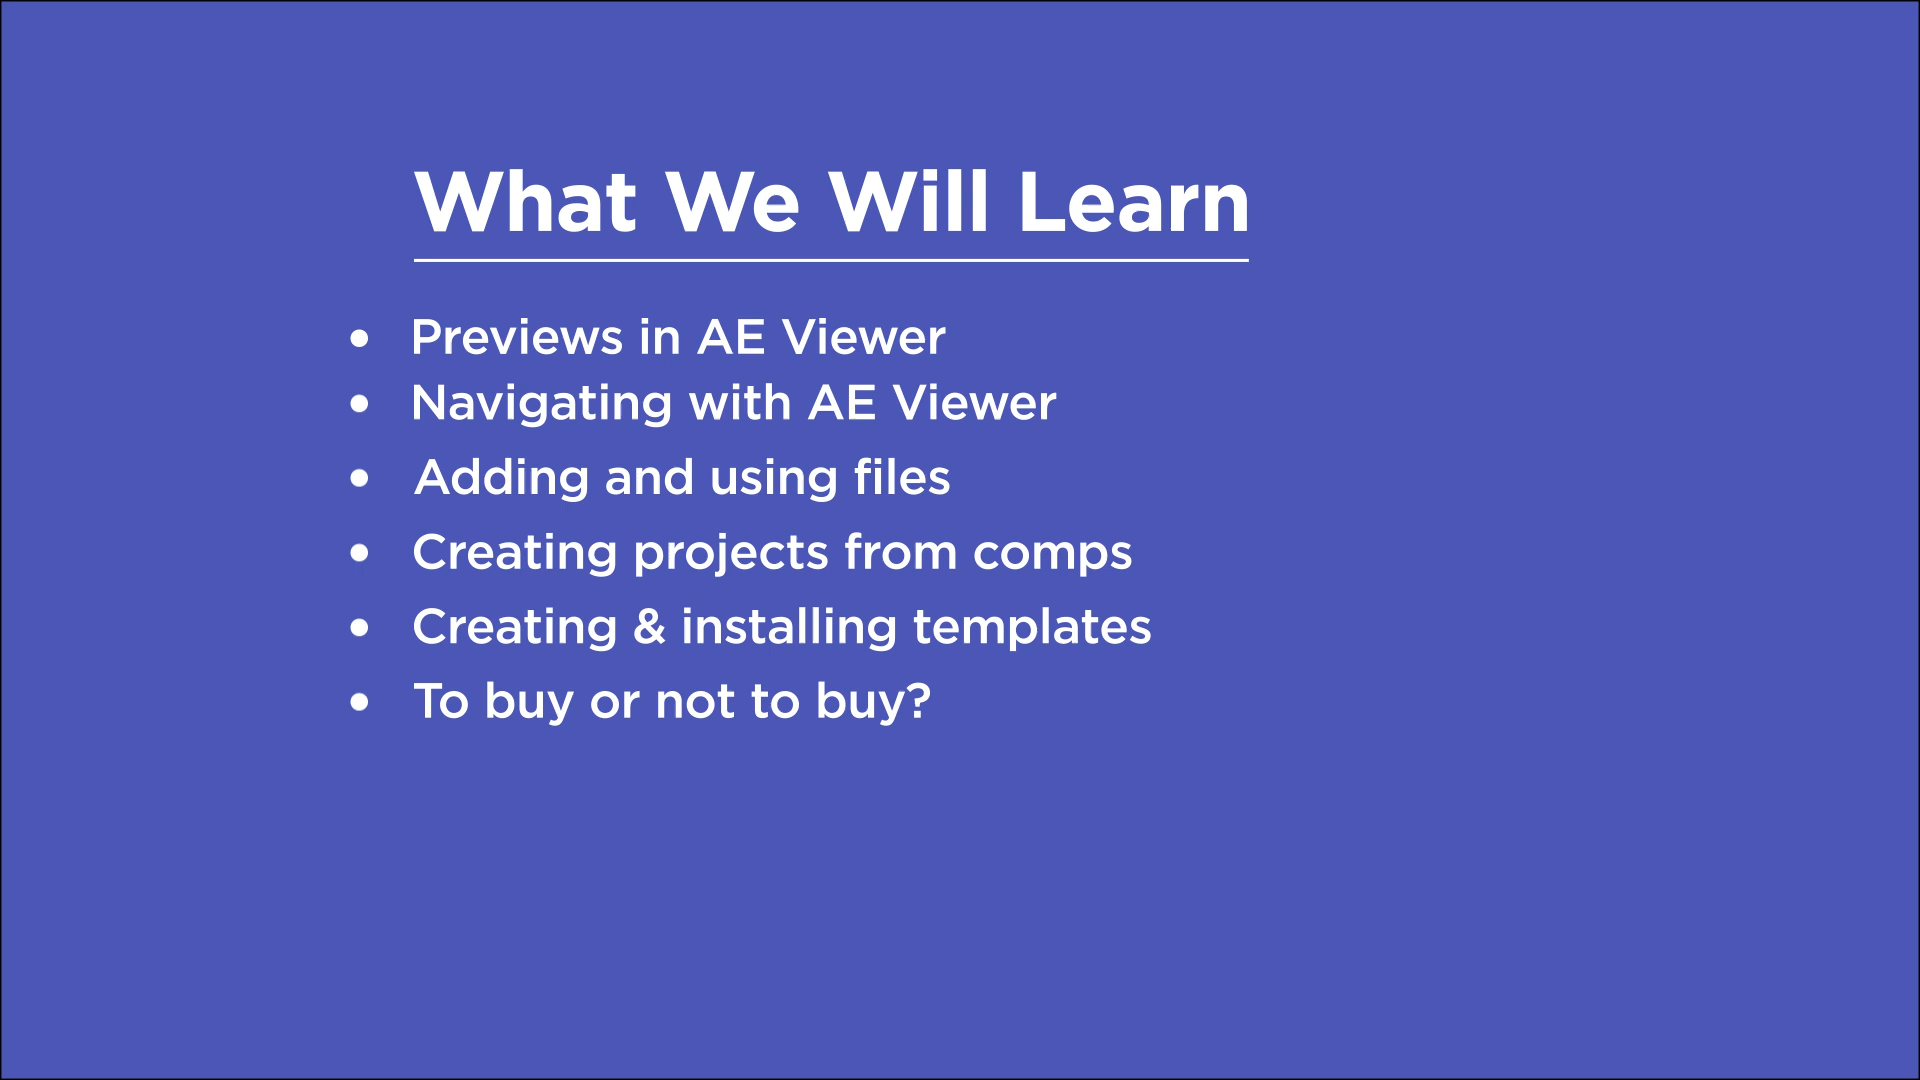 What We Will Learn
• Previews in AE Viewer
• Navigating with AE Viewer
• Adding and using files
• Creating projects from comps
• Creating & installing templates
• To buy or not to buy?